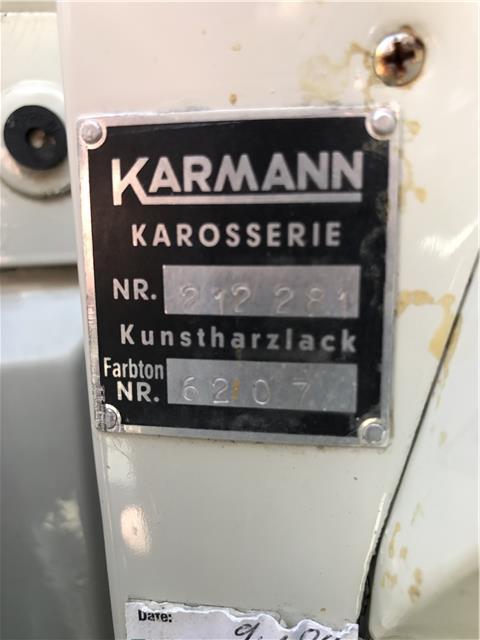 KARMANN
KAROSSERIE
NR. 212 281
Kunstharzlack
Farbton
NR. 6207
Date: